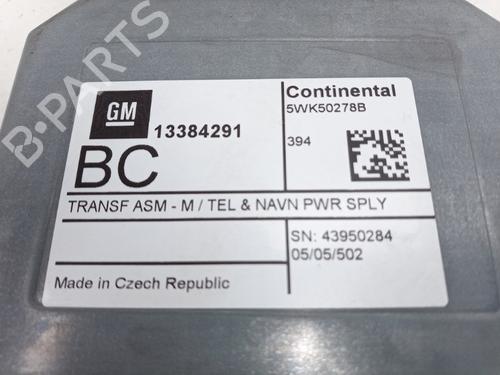 B-PARTS
GM
13384291
BC
Continental
5WK50278B
394
TRANSF ASM - M / TEL & NAVN PWR SPLY
SN: 43950284
05/05/502
Made in Czech Republic